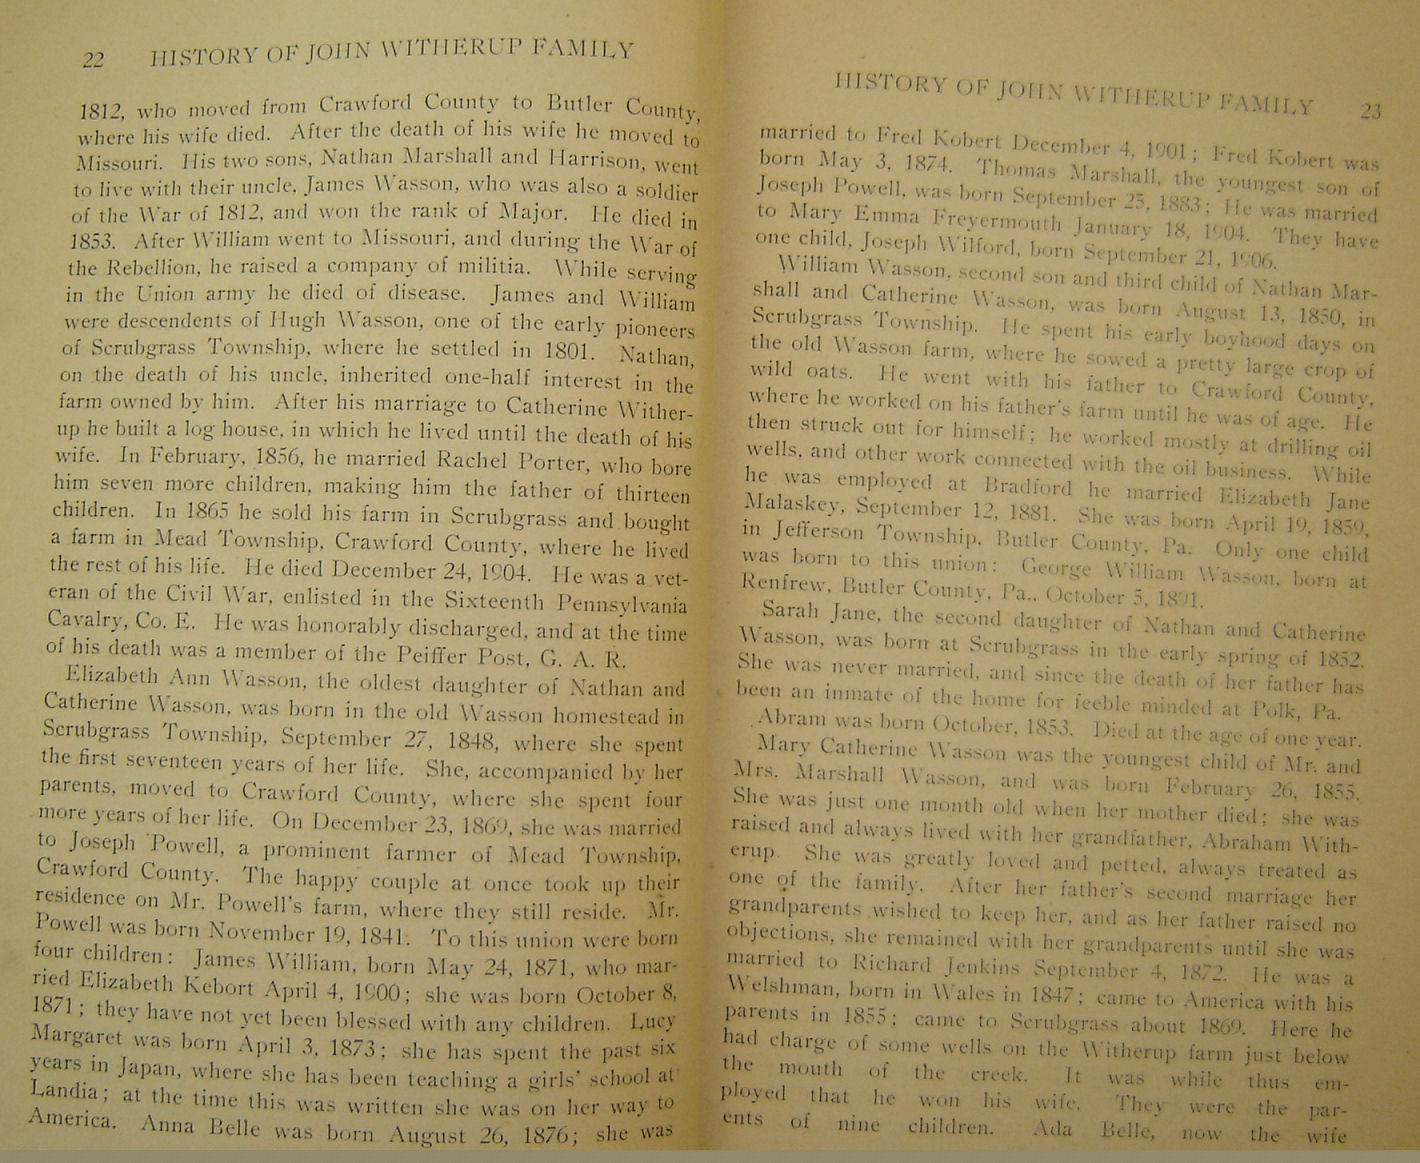 22 HISTORY OF JOHN WITHERUP FAMILY
1812, who moved from Crawford County to Butler County,
where his wife died. After the death of his wife he moved to
Missouri. His two sons, Nathan Marshall and Harrison, went
to live with their uncle, James Wasson, who was also a soldier
of the War of 1812, and won the rank of Major. He died in
1853. After William went to Missouri, and during the War of
the Rebellion, he raised a company of militia. While serving
in the Union army he died of disease. James and William
were descendents of Hugh Wasson, one of the early pioneers
of Scrubgrass Township, where he settled in 1801. Nathan,
on the death of his uncle, inherited one-half interest in the
farm owned by him. After his marriage to Catherine Wither-
up he built a log house, in which he lived until the death of his
wife. In February, 1856, he married Rachel Porter, who bore
him seven more children, making him the father of thirteen
children. In 1865 he sold his farm in Scrubgrass and bought
a farm in Mead Township, Crawford County, where he lived
the rest of his life. He died December 24, 1904. He was a vet-
eran of the Civil War, enlisted in the Sixteenth Pennsylvania
Cavalry, Co. E. He was honorably discharged, and at the time
of his death was a member of the Peiffer Post, G. A. R.
Elizabeth Ann Wasson, the oldest daughter of Nathan and
Catherine Wasson, was born in the old Wasson homestead in
Scrubgrass Township, September 27, 1848, where she spent
the first seventeen years of her life. She, accompanied by her
parents, moved to Crawford County, where she spent four
more years of her life. On December 23, 1869, she was married
to Joseph Powell, a prominent farmer of Mead Township,
Crawford County. The happy couple at once took up their
residence on Mr. Powell's farm, where they still reside. Mr.
Powell was born November 19, 1841. To this union were born
four children: James William, born May 24, 1871, who mar-
ried Elizabeth Kebort April 4, 1900; she was born October 8,
1871; they have not yet been blessed with any children. Lucy
Margaret was born April 3, 1873; she has spent the past six
years in Japan, where she has been teaching a girls' school at
Landia; at the time this was written she was on her way to
America. Anna Belle was born August 26, 1876; she was
HISTORY OF JOHN WITHERUP FAMILY 23
married to Fred Kobert December 4, 1901; Fred Kobert was
born May 3, 1874. Thomas Marshall, the youngest son of
Joseph Powell, was born September 25, 1883; He was married
to Mary Emma Freyermouth January 18, 1904. They have
one child, Joseph Wilford, born September 21, 1906.
William Wasson, second son and third child of Nathan Mar-
shall and Catherine Wasson, was born August 13, 1850, in
Scrubgrass Township. He spent his early boyhood days on
the old Wasson farm, where he sowed a pretty large crop of
wild oats. He went with his father to Crawford County,
where he worked on his father's farm until he was of age. He
then struck out for himself; he worked mostly at drilling oil
wells, and other work connected with the oil business. While
he was employed at Bradford he married Elizabeth Jane
Malaskey, September 12, 1881. She was born April 19, 1859,
in Jefferson Township, Butler County, Pa. Only one child
was born to this union: George William Wasson, born at
Renfrew, Butler County, Pa., October 5, 1891.
Sarah Jane, the second daughter of Nathan and Catherine
Wasson, was born at Scrubgrass in the early spring of 1852.
She was never married, and since the death of her father has
been an inmate of the home for feeble minded at Polk, Pa.
Abram was born October, 1853. Died at the age of one year.
Mary Catherine Wasson was the youngest child of Mr. and
Mrs. Marshall Wasson, and was born February 26, 1855.
She was just one month old when her mother died; she was
raised and always lived with her grandfather, Abraham With-
erup. She was greatly loved and petted, always treated as
one of the family. After her father's second marriage her
grandparents wished to keep her, and as her father raised no
objections, she remained with her grandparents until she was
married to Richard Jenkins September 4, 1872. He was a
Welshman, born in Wales in 1847; came to America with his
parents in 1855; came to Scrubgrass about 1869. Here he
had charge of some wells on the Witherup farm just below
the mouth of the creek. It was while thus em-
ployed that he won his wife. They were the par-
ents of nine children. Ada Belle, now the wife